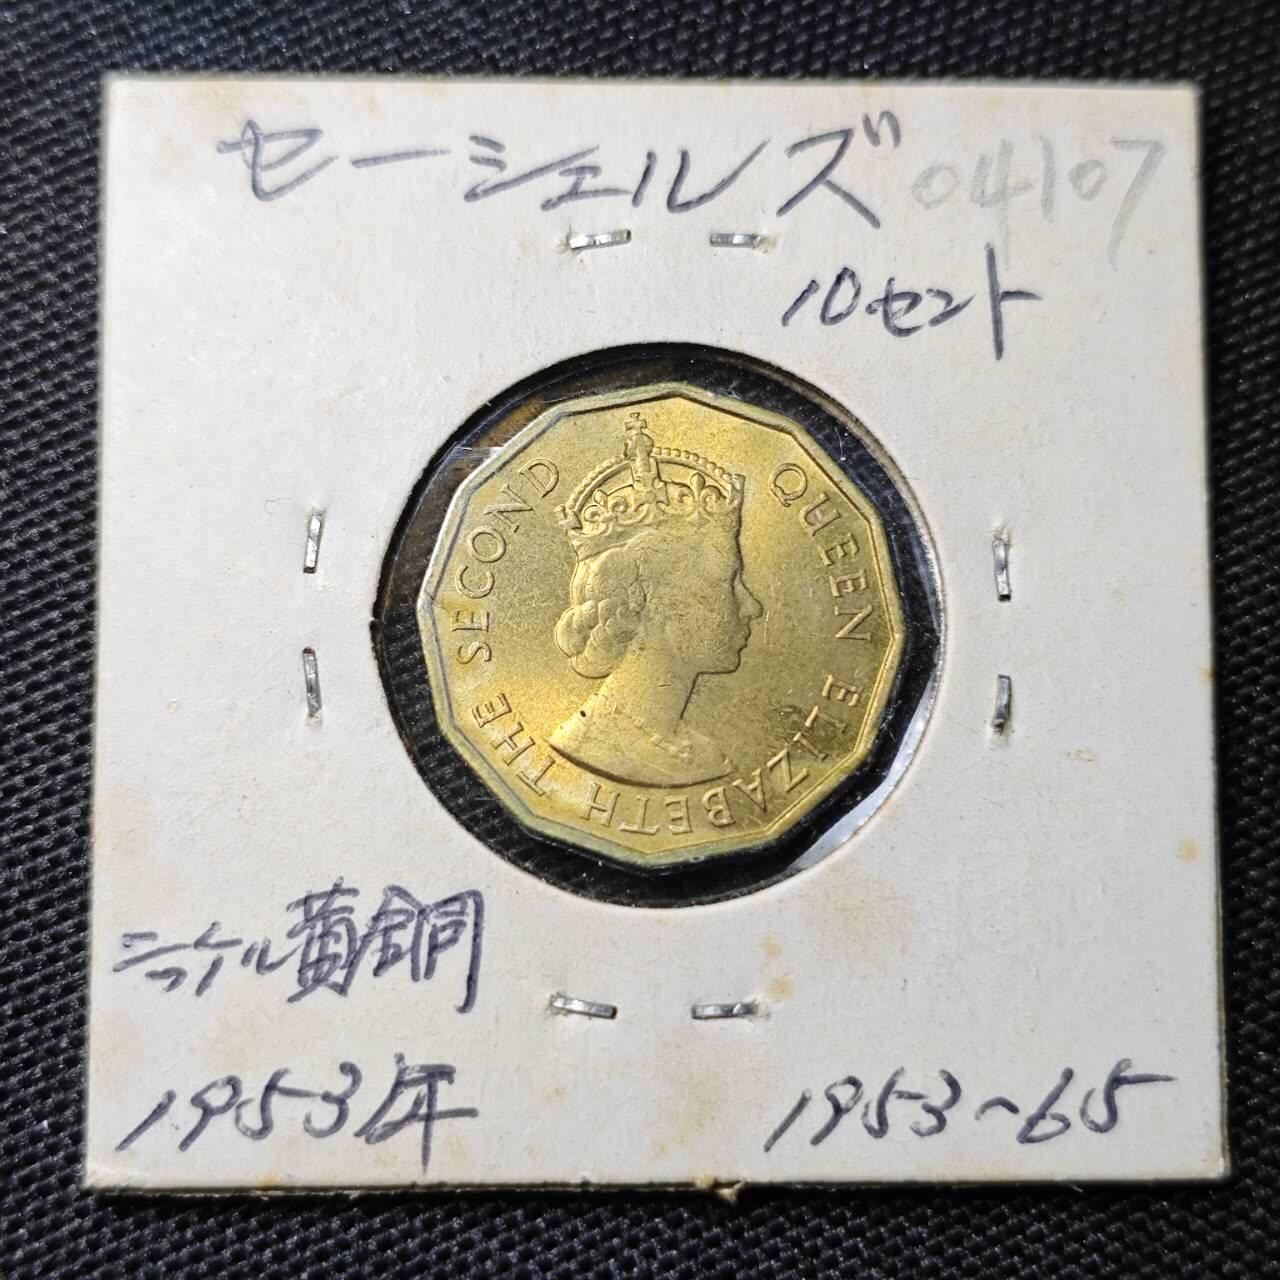 セーシェルズ 04107
10セント
QUEEN ELIZABETH THE SECOND
ニッケル黄銅
1953年 1953~65